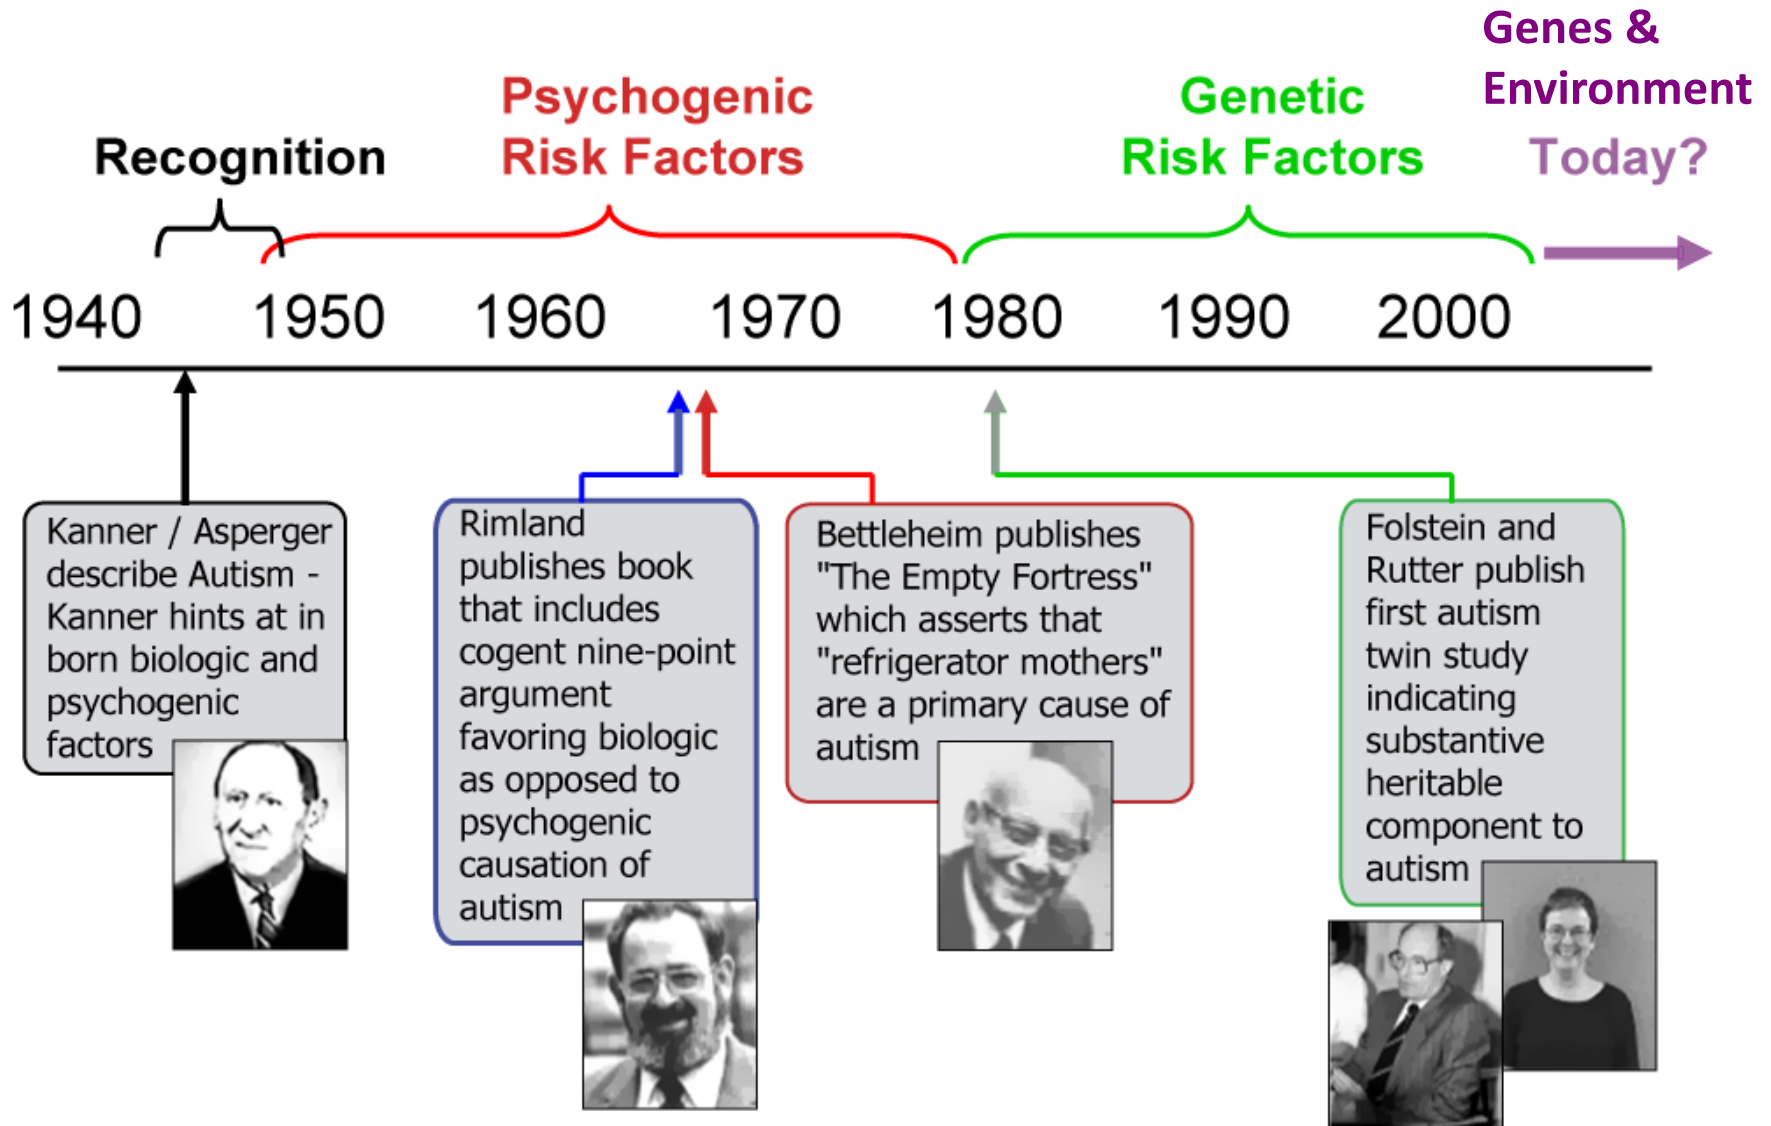 Genes &
Environment
Psychogenic
Risk Factors
Genetic
Risk Factors
Recognition
Today?
1940 1950 1960 1970 1980 1990 2000
Kanner / Asperger
describe Autism -
Kanner hints at in
born biologic and
psychogenic
factors
Rimland
publishes book
that includes
cogent nine-point
argument
favoring biologic
as opposed to
psychogenic
causation of
autism
Bettleheim publishes
"The Empty Fortress"
which asserts that
"refrigerator mothers"
are a primary cause of
autism
Folstein and
Rutter publish
first autism
twin study
indicating
substantive
heritable
component to
autism